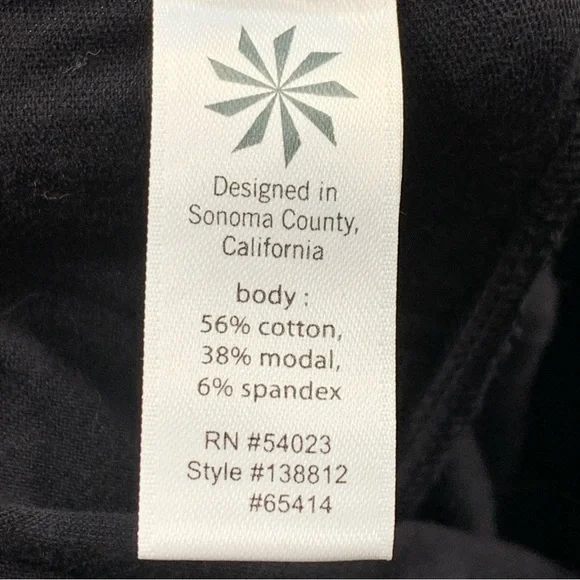 Designed in
Sonoma County,
California
body :
56% cotton,
38% modal,
6% spandex
RN #54023
Style #138812
#65414